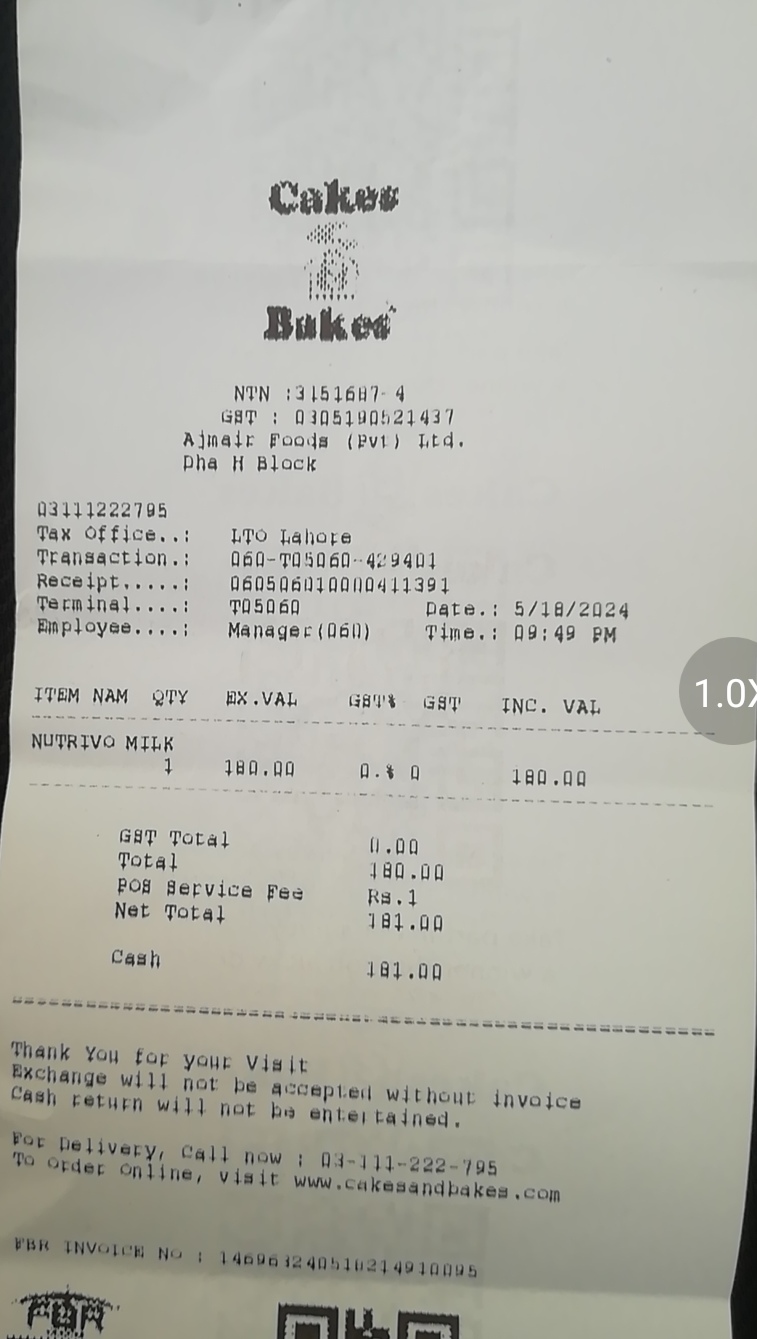 Cakes
Bakes
NTN :3151687-4
GST : 0305190521437
Ajmair Foods (Pvt) Ltd.
Dha H Block
03111222795
Tax Office..: LTO Lahore
Transaction.: 060-T05060-429401
Receipt.....: 060506010000411391
Terminal....: T05060 Date.: 5/18/2024
Employee....: Manager(060) Time.: 09:49 PM
ITEM NAM QTY EX.VAL GST% GST INC. VAL
NUTRIVO MILK
1 180.00 0.% 0 180.00
GST Total 0.00
Total 180.00
POS Service Fee Rs.1
Net Total 181.00
Cash 181.00
Thank You for your Visit
Exchange will not be accepted without invoice
Cash return will not be entertained.
For Delivery, Call now : 03-111-222-795
To Order Online, visit www.cakesandbakes.com
FBR INVOICE No :
FBR
1.0X